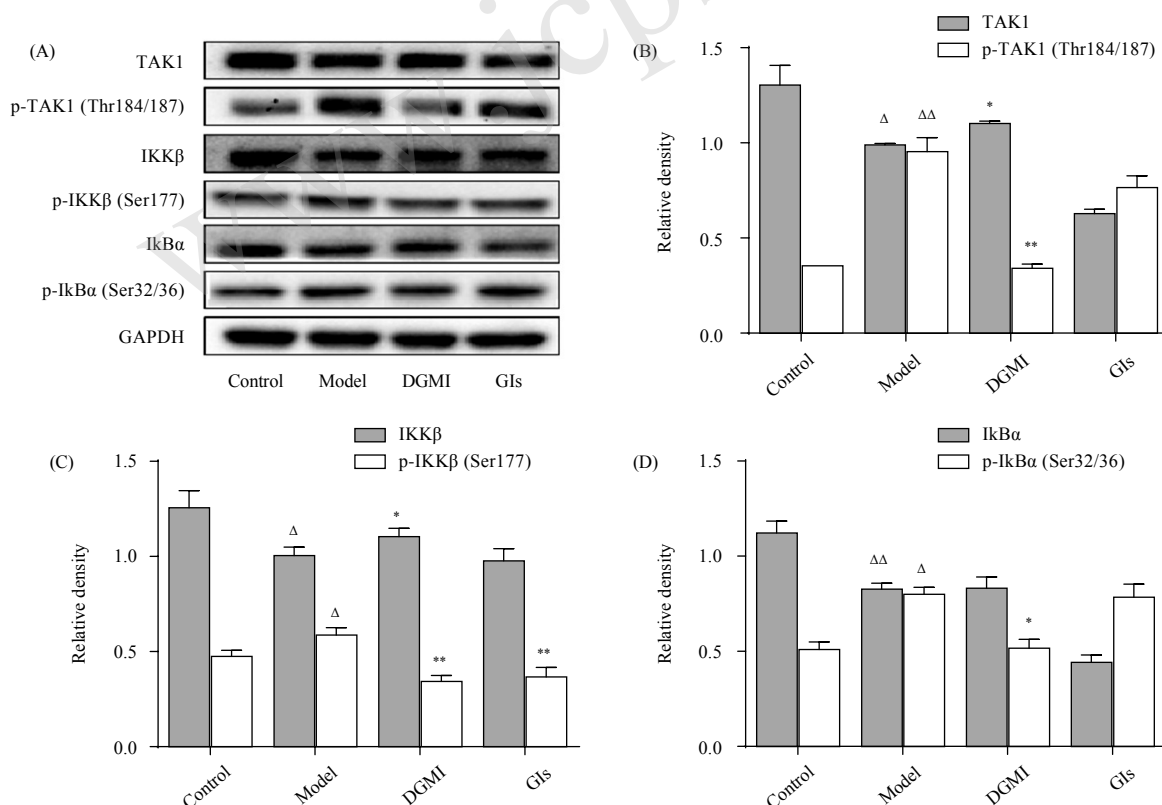 (A)
TAK1
p-TAK1 (Thr184/187)
IKKβ
p-IKKβ (Ser177)
IkBα
p-IkBα (Ser32/36)
GAPDH
Control Model DGMI GIs
(B)
TAK1
p-TAK1 (Thr184/187)
Relative density
1.5
1.0
0.5
0.0
Δ
ΔΔ
*
**
Control Model DGMI GIs
(C)
IKKβ
p-IKKβ (Ser177)
Relative density
1.5
1.0
0.5
0.0
Δ
Δ
*
**
**
Control Model DGMI GIs
(D)
IkBα
p-IkBα (Ser32/36)
Relative density
1.5
1.0
0.5
0.0
ΔΔ
Δ
*
Control Model DGMI GIs
www.jcp